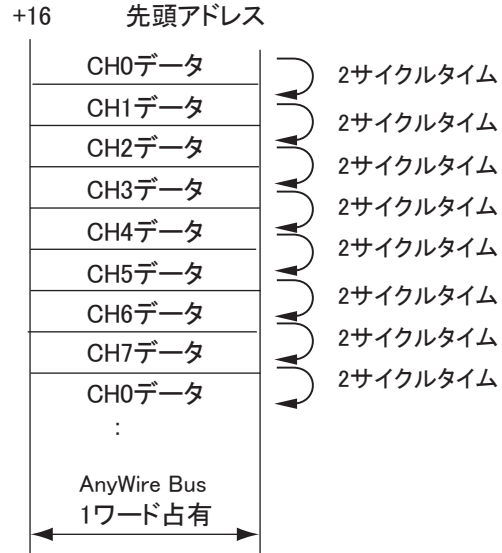 +16 先頭アドレス
CH0データ
2サイクルタイム
CH1データ
2サイクルタイム
CH2データ
2サイクルタイム
CH3データ
2サイクルタイム
CH4データ
2サイクルタイム
CH5データ
2サイクルタイム
CH6データ
2サイクルタイム
CH7データ
2サイクルタイム
CH0データ
:
AnyWire Bus
1ワード占有